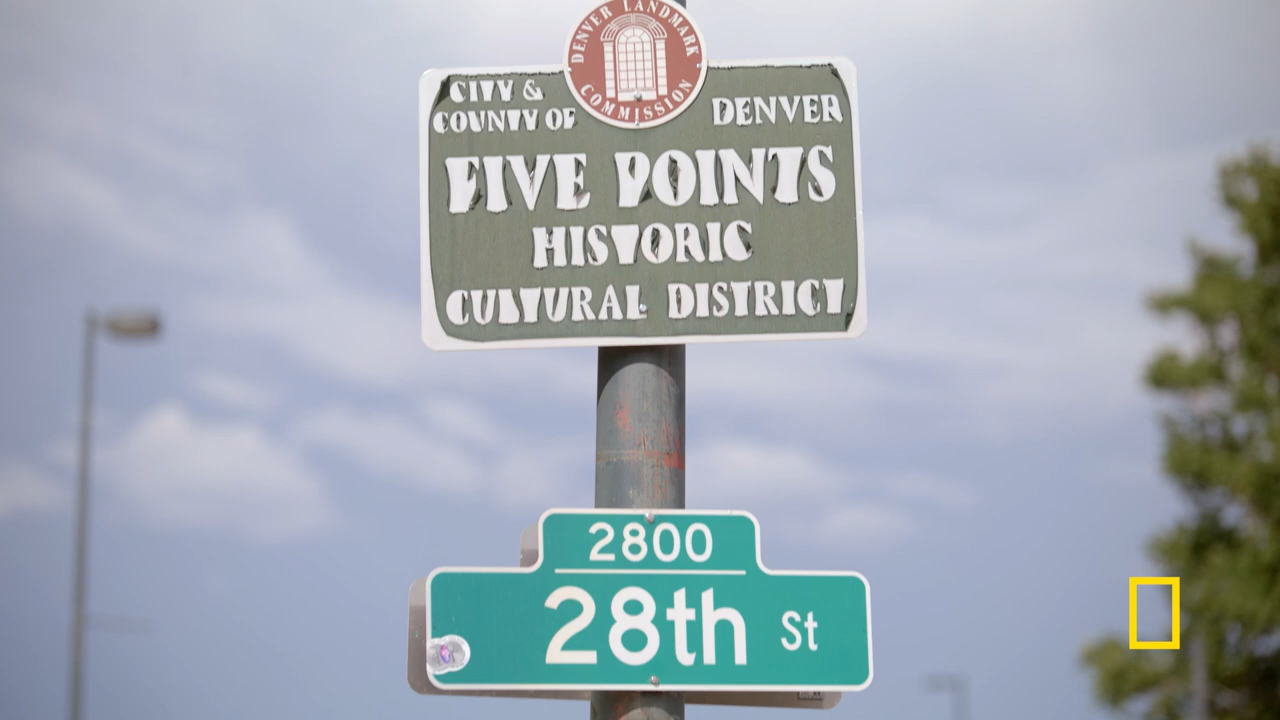 DENVER LANDMARK
COMMISSION
CITY &
COUNTY OF DENVER
FIVE POINTS
HISTORIC
CULTURAL DISTRICT
2800
28th St